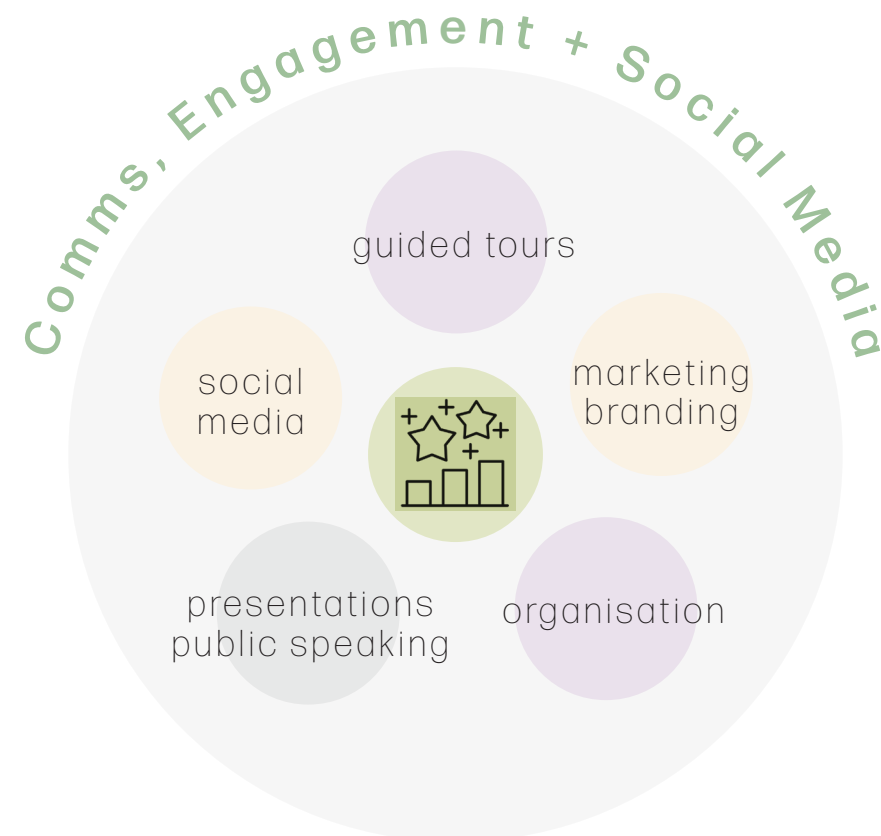 Comms, Engagement + Social Media
guided tours
social
media
marketing
branding
presentations
public speaking
organisation